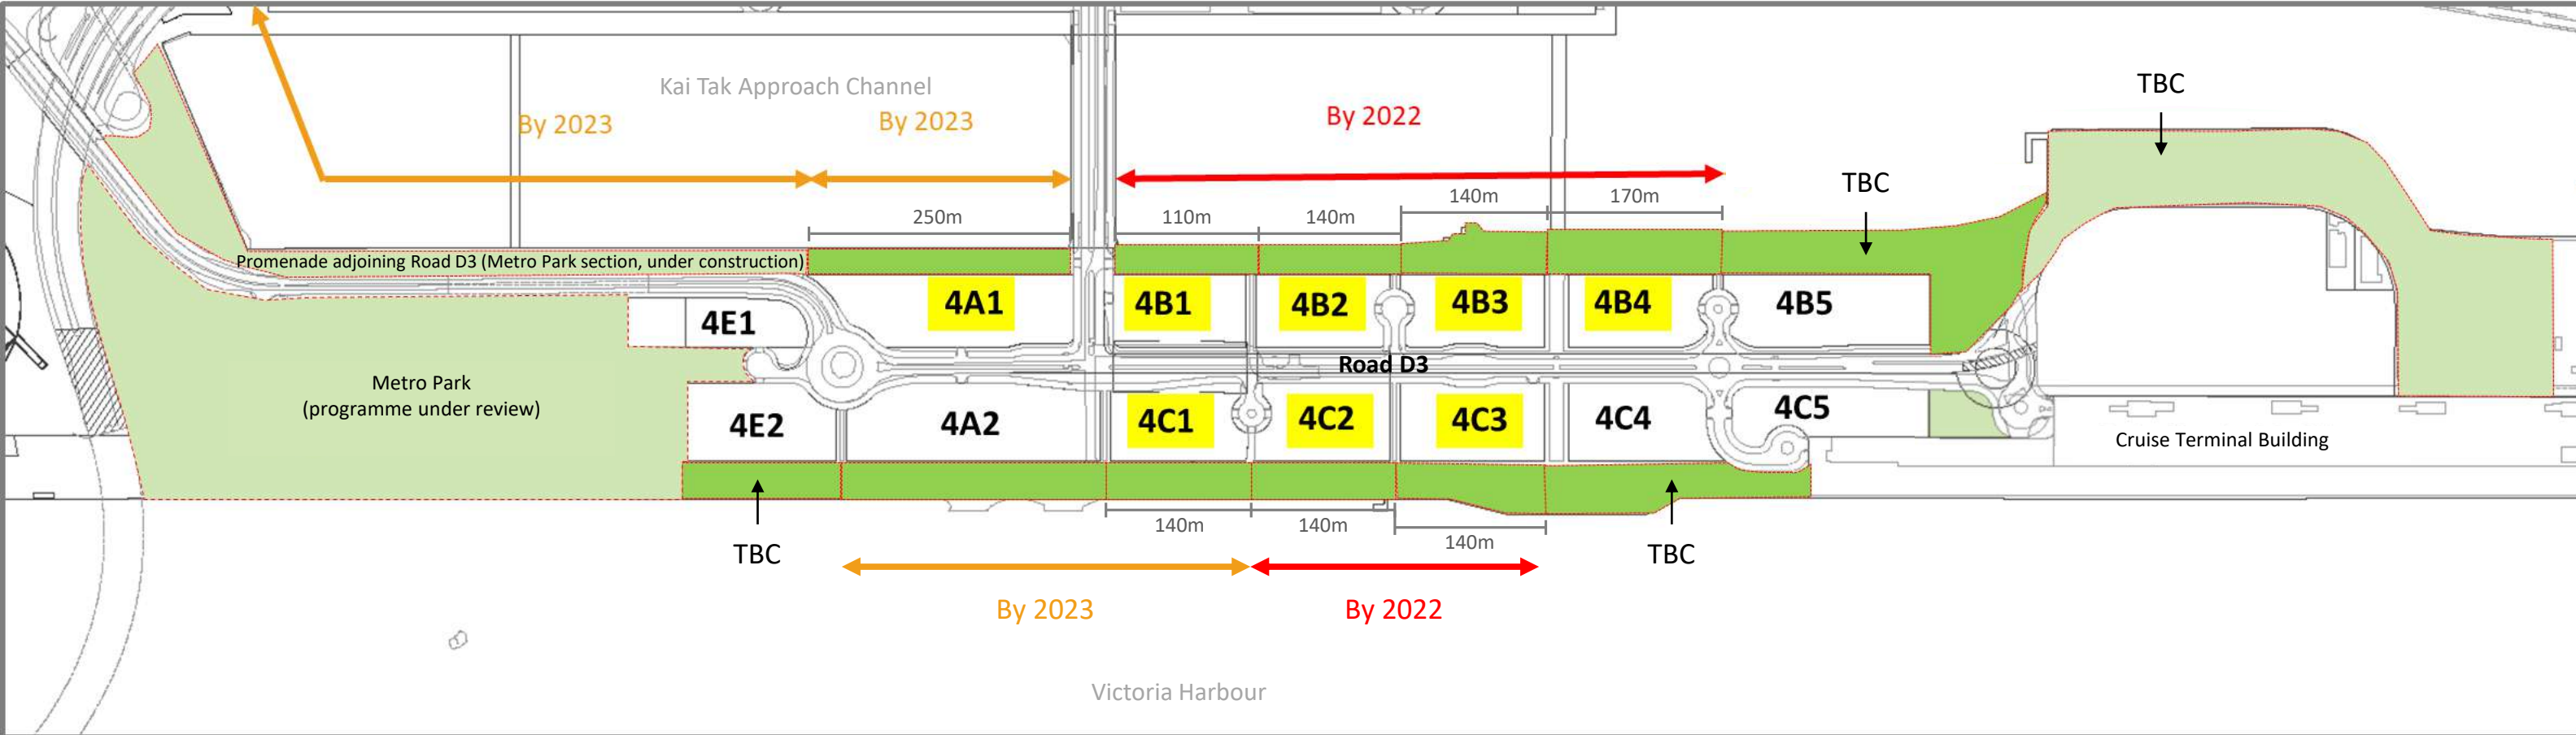 TBC
Kai Tak Approach Channel
By 2023
By 2023
By 2022
TBC
140m
170m
250m
110m
140m
Promenade adjoining Road D3 (Metro Park section, under construction)
4E1
4A1
4B1
4B2
4B3
4B4
4B5
Road D3
Metro Park
(programme under review)
4E2
4A2
4C1
4C2
4C3
4C4
4C5
Cruise Terminal Building
140m
140m
140m
TBC
TBC
By 2023
By 2022
Victoria Harbour